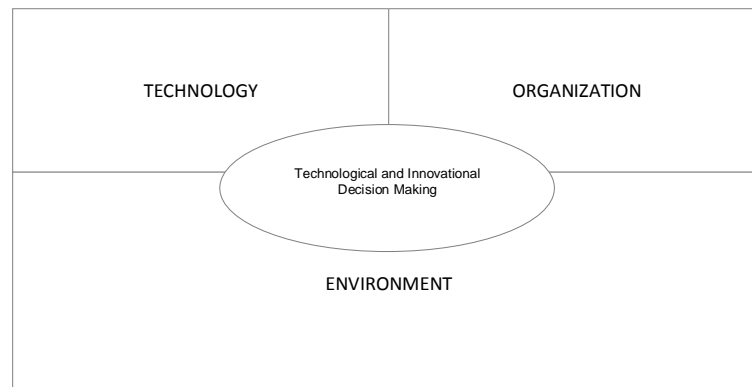 TECHNOLOGY
ORGANIZATION
Technological and Innovational
Decision Making
ENVIRONMENT